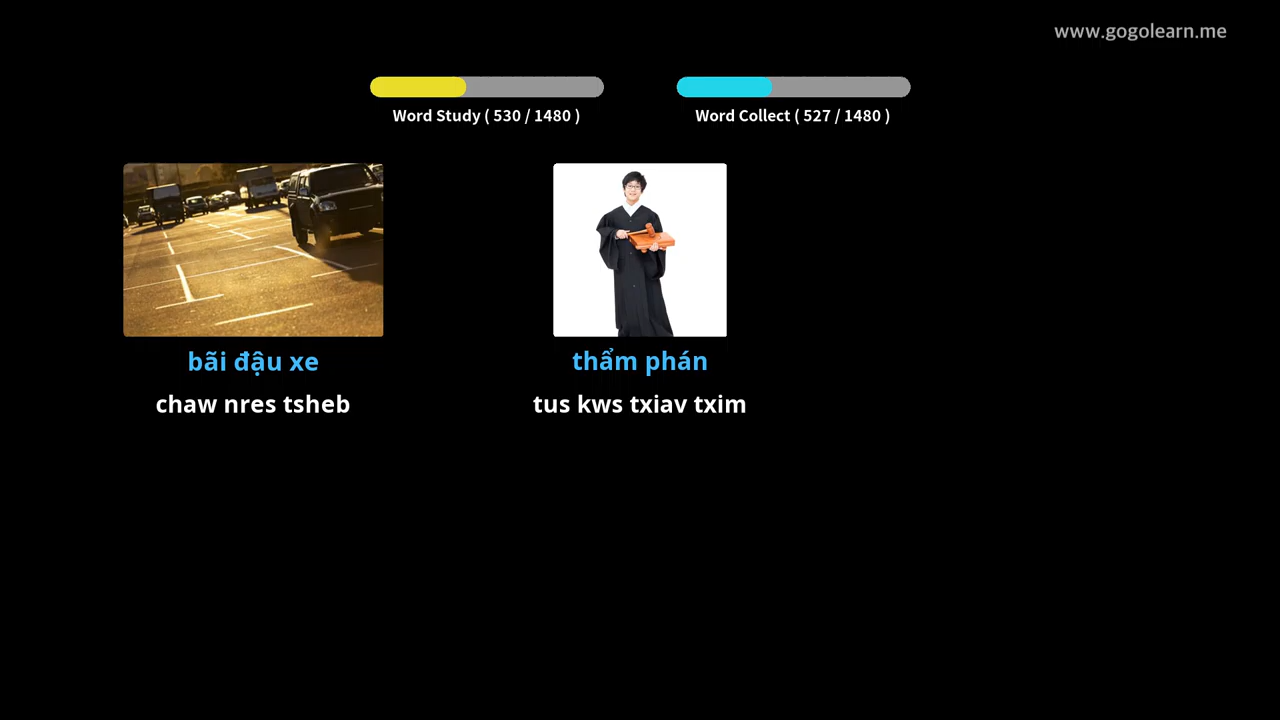 www.gogolearn.me
Word Study ( 530 / 1480 )
Word Collect ( 527 / 1480 )
bãi đậu xe
thẩm phán
chaw nres tsheb
tus kws txiav txim